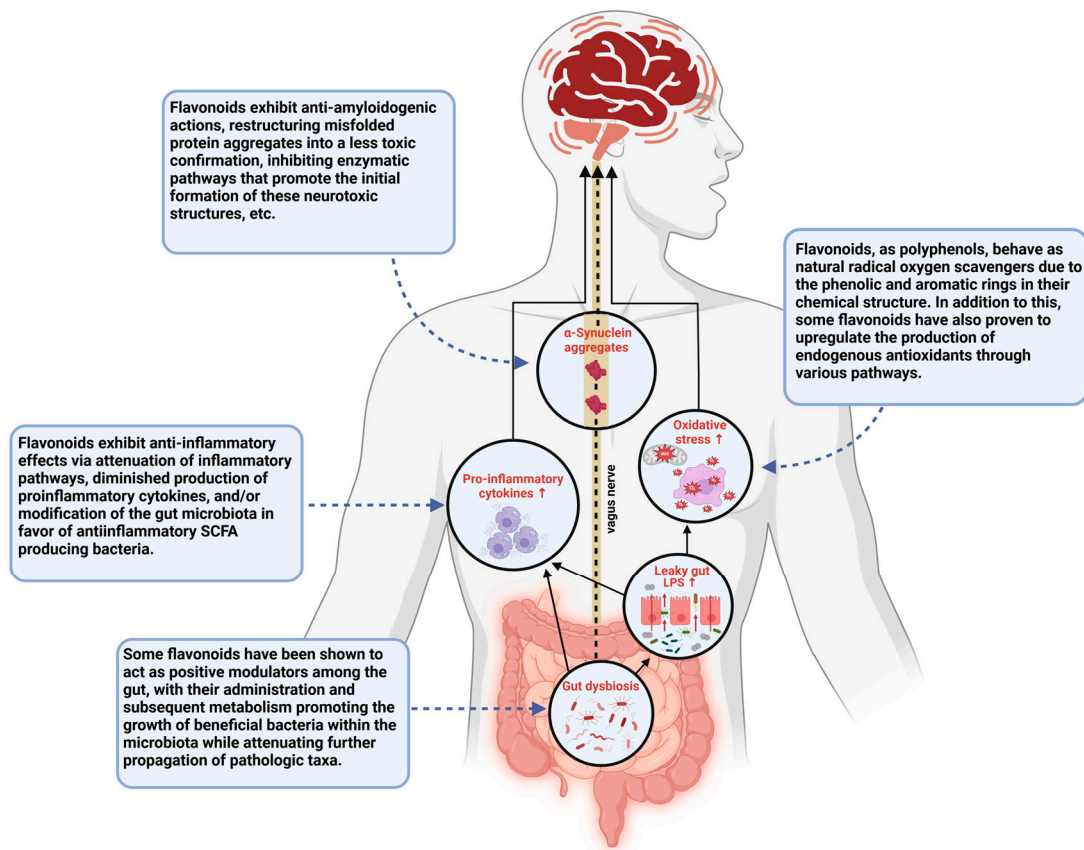 Flavonoids exhibit anti-amyloidogenic
actions, restructuring misfolded
protein aggregates into a less toxic
confirmation, inhibiting enzymatic
pathways that promote the initial
formation of these neurotoxic
structures, etc.
Flavonoids, as polyphenols, behave as
natural radical oxygen scavengers due to
the phenolic and aromatic rings in their
chemical structure. In addition to this,
some flavonoids have also proven to
upregulate the production of
endogenous antioxidants through
various pathways.
α-Synuclein
aggregates
Oxidative
stress ↑
Flavonoids exhibit anti-inflammatory
effects via attenuation of inflammatory
pathways, diminished production of
proinflammatory cytokines, and/or
modification of the gut microbiota in
favor of antiinflammatory SCFA
producing bacteria.
Pro-inflammatory
cytokines ↑
vagus nerve
Leaky gut
LPS ↑
Some flavonoids have been shown to
act as positive modulators among the
gut, with their administration and
subsequent metabolism promoting the
growth of beneficial bacteria within the
microbiota while attenuating further
propagation of pathologic taxa.
Gut dysbiosis